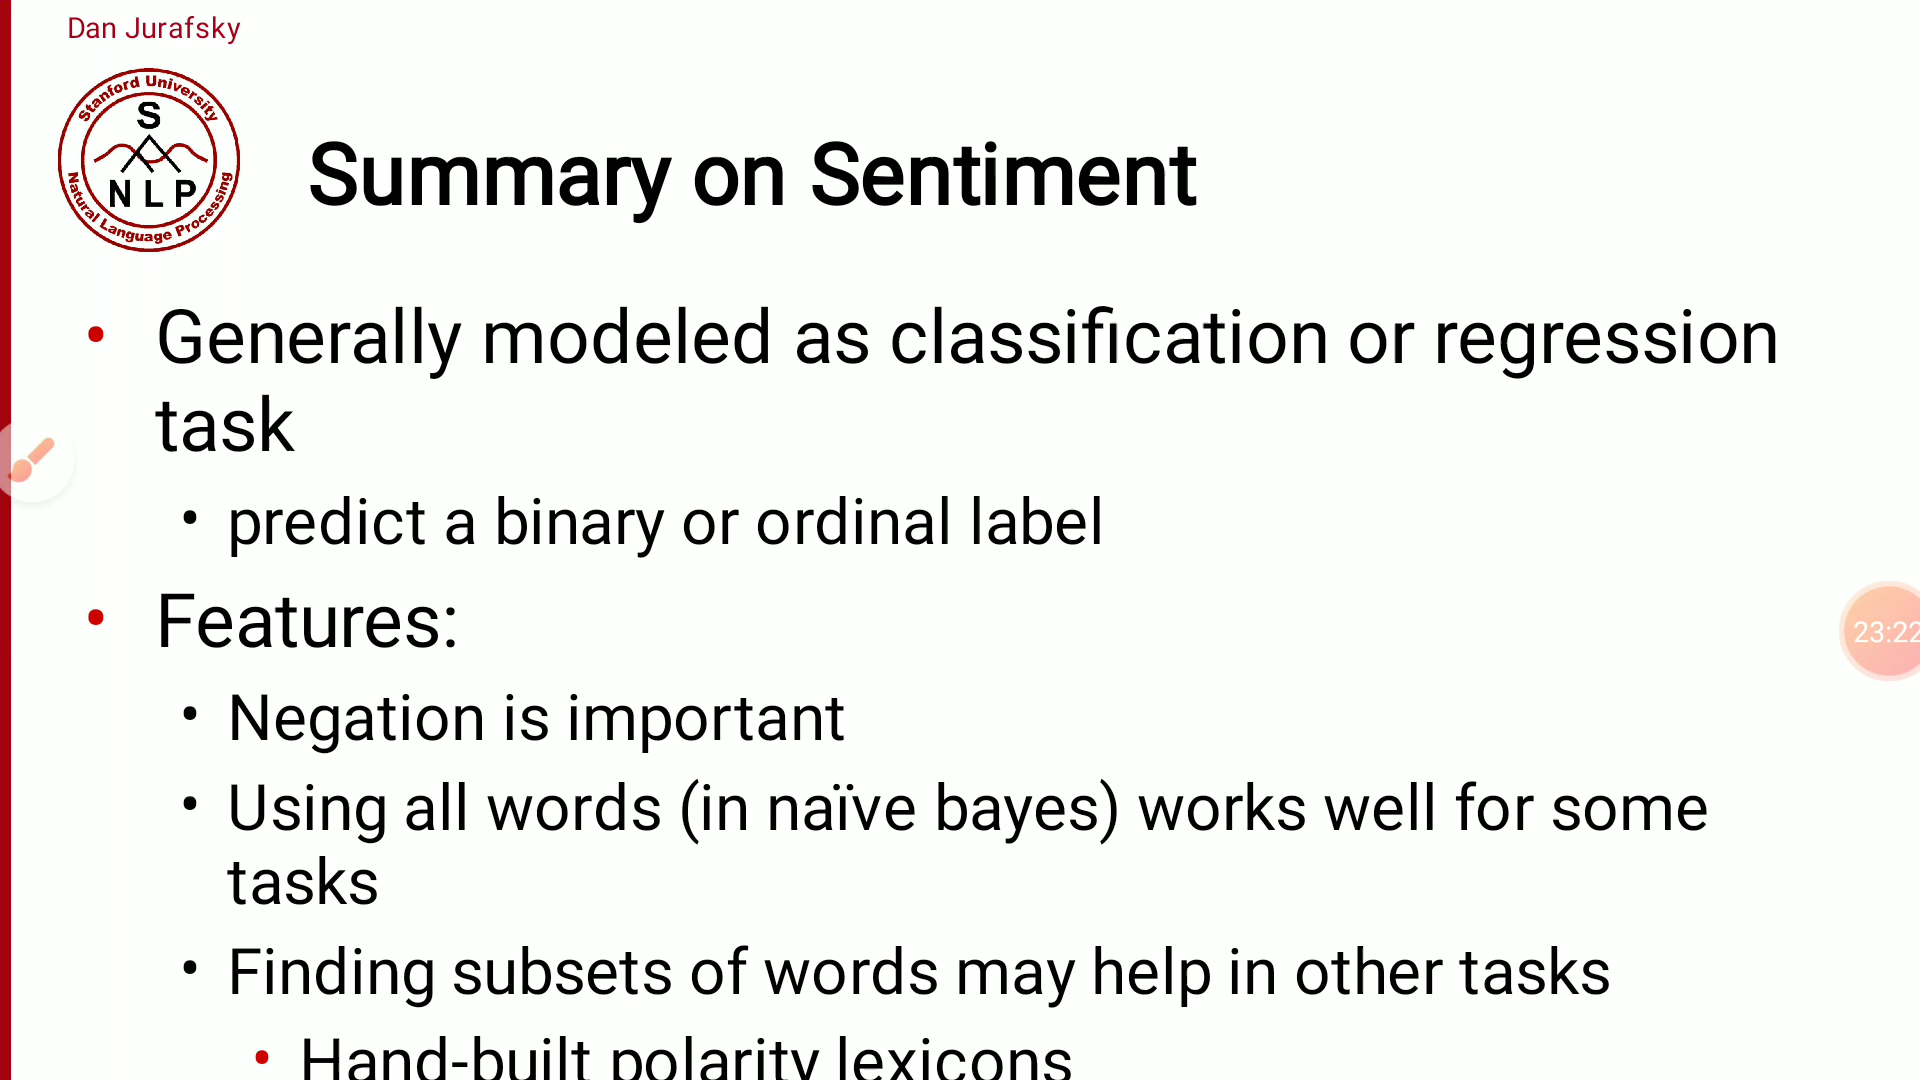 Dan Jurafsky
Stanford University
S
NLP
Natural Language Processing
Summary on Sentiment
• Generally modeled as classification or regression
task
• predict a binary or ordinal label
• Features:
• Negation is important
• Using all words (in naïve bayes) works well for some
tasks
• Finding subsets of words may help in other tasks
• Hand-built polarity lexicons
23:22